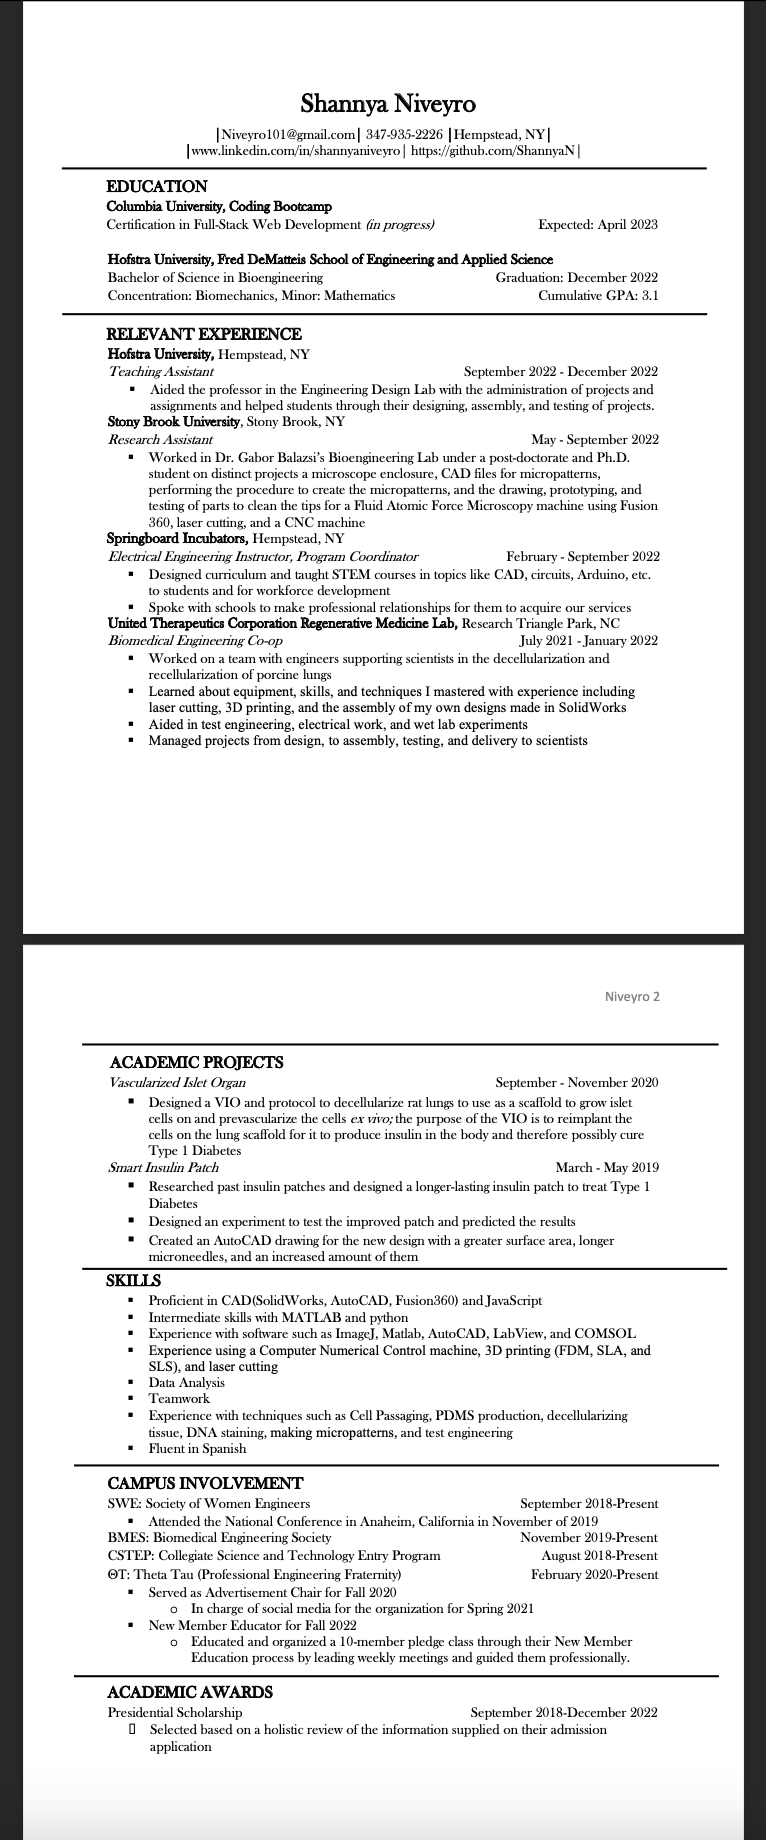 Shannya Niveyro
|Niveyro101@gmail.com| 347-935-2226 |Hempstead, NY|
|www.linkedin.com/in/shannyaniveyro| https://github.com/ShannyaN|
EDUCATION
Columbia University, Coding Bootcamp
Certification in Full-Stack Web Development (in progress) Expected: April 2023
Hofstra University, Fred DeMatteis School of Engineering and Applied Science
Bachelor of Science in Bioengineering Graduation: December 2022
Concentration: Biomechanics, Minor: Mathematics Cumulative GPA: 3.1
RELEVANT EXPERIENCE
Hofstra University, Hempstead, NY
Teaching Assistant September 2022 - December 2022
▪ Aided the professor in the Engineering Design Lab with the administration of projects and
assignments and helped students through their designing, assembly, and testing of projects.
Stony Brook University, Stony Brook, NY
Research Assistant May - September 2022
▪ Worked in Dr. Gabor Balazsi's Bioengineering Lab under a post-doctorate and Ph.D.
student on distinct projects a microscope enclosure, CAD files for micropatterns,
performing the procedure to create the micropatterns, and the drawing, prototyping, and
testing of parts to clean the tips for a Fluid Atomic Force Microscopy machine using Fusion
360, laser cutting, and a CNC machine
Springboard Incubators, Hempstead, NY
Electrical Engineering Instructor, Program Coordinator February - September 2022
▪ Designed curriculum and taught STEM courses in topics like CAD, circuits, Arduino, etc.
to students and for workforce development
▪ Spoke with schools to make professional relationships for them to acquire our services
United Therapeutics Corporation Regenerative Medicine Lab, Research Triangle Park, NC
Biomedical Engineering Co-op July 2021 - January 2022
▪ Worked on a team with engineers supporting scientists in the decellularization and
recellularization of porcine lungs
▪ Learned about equipment, skills, and techniques I mastered with experience including
laser cutting, 3D printing, and the assembly of my own designs made in SolidWorks
▪ Aided in test engineering, electrical work, and wet lab experiments
▪ Managed projects from design, to assembly, testing, and delivery to scientists
Niveyro 2
ACADEMIC PROJECTS
Vascularized Islet Organ September - November 2020
▪ Designed a VIO and protocol to decellularize rat lungs to use as a scaffold to grow islet
cells on and prevascularize the cells ex vivo; the purpose of the VIO is to reimplant the
cells on the lung scaffold for it to produce insulin in the body and therefore possibly cure
Type 1 Diabetes
Smart Insulin Patch March - May 2019
▪ Researched past insulin patches and designed a longer-lasting insulin patch to treat Type 1
Diabetes
▪ Designed an experiment to test the improved patch and predicted the results
▪ Created an AutoCAD drawing for the new design with a greater surface area, longer
microneedles, and an increased amount of them
SKILLS
▪ Proficient in CAD(SolidWorks, AutoCAD, Fusion360) and JavaScript
▪ Intermediate skills with MATLAB and python
▪ Experience with software such as ImageJ, Matlab, AutoCAD, LabView, and COMSOL
▪ Experience using a Computer Numerical Control machine, 3D printing (FDM, SLA, and
SLS), and laser cutting
▪ Data Analysis
▪ Teamwork
▪ Experience with techniques such as Cell Passaging, PDMS production, decellularizing
tissue, DNA staining, making micropatterns, and test engineering
▪ Fluent in Spanish
CAMPUS INVOLVEMENT
SWE: Society of Women Engineers September 2018-Present
▪ Attended the National Conference in Anaheim, California in November of 2019
BMES: Biomedical Engineering Society November 2019-Present
CSTEP: Collegiate Science and Technology Entry Program August 2018-Present
ΘT: Theta Tau (Professional Engineering Fraternity) February 2020-Present
▪ Served as Advertisement Chair for Fall 2020
o In charge of social media for the organization for Spring 2021
▪ New Member Educator for Fall 2022
o Educated and organized a 10-member pledge class through their New Member
Education process by leading weekly meetings and guided them professionally.
ACADEMIC AWARDS
Presidential Scholarship September 2018-December 2022
▯ Selected based on a holistic review of the information supplied on their admission
application